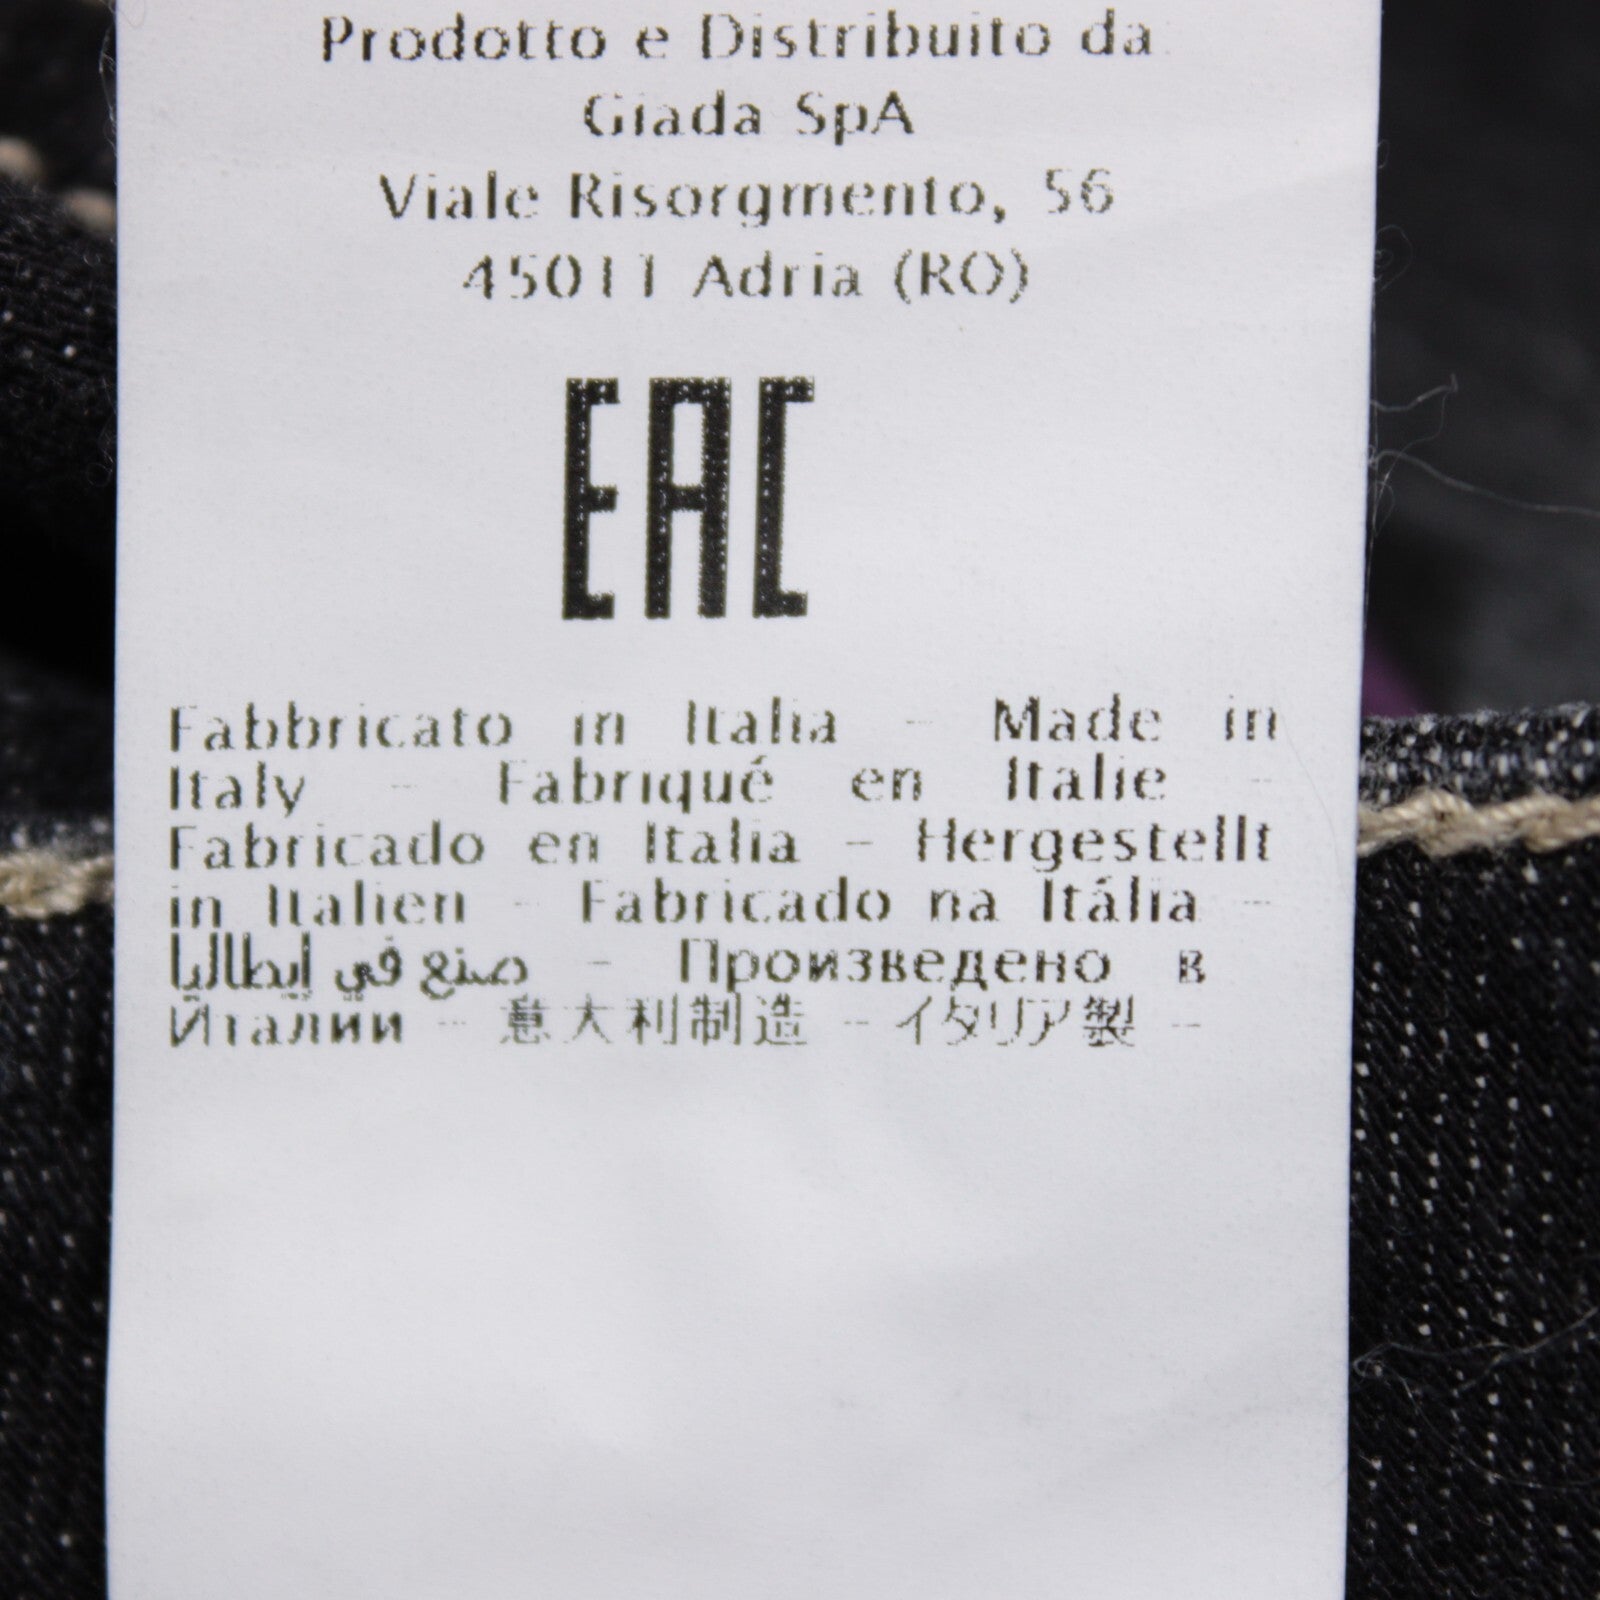 Prodotto e Distribuito da
Giada SpA
Viale Risorgmento, 56
45011 Adria (RO)
EAC
Fabbricato in Italia - Made in
Italy - Fabriqué en Italie -
Fabricado en Italia - Hergestellt
in Italien - Fabricado na Itália -
صنع في إيطاليا - Произведено в
Италии - 意大利制造 - イタリア製 -